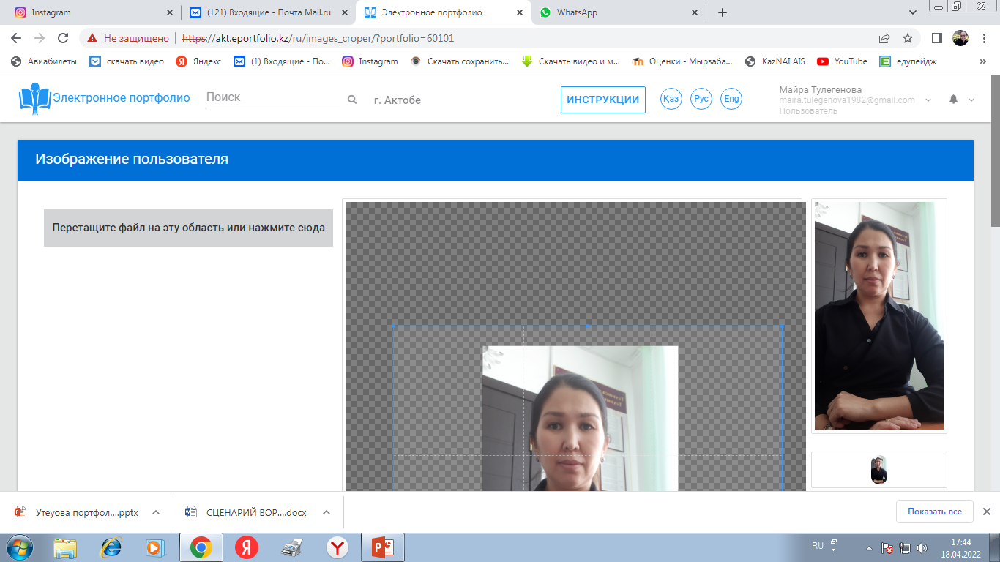 Instagram
(121) Входящие - Почта Mail.ru
Электронное портфолио
WhatsApp
Не защищено
https://akt.eportfolio.kz/ru/images_croper/?portfolio=60101
Авиабилеты
скачать видео
Яндекс
(1) Входящие - По...
Instagram
Скачать сохранить...
Скачать видео и м...
Оценки - Мырзаба...
KazNAI AIS
YouTube
едупейдж
Электронное портфолио
Поиск
г. Актобе
ИНСТРУКЦИИ
Қаз
Рус
Eng
Майра Тулегенова
maira.tulegenova1982@gmail.com
Пользователь
Изображение пользователя
Перетащите файл на эту область или нажмите сюда
Утеуова портфол....pptx
СЦЕНАРИЙ ВОР....docx
Показать все
RU
17:44
18.04.2022